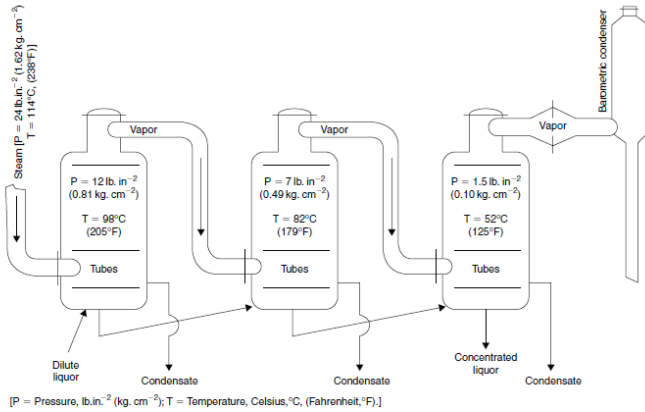 Steam [P = 24 lb.in.⁻² (1.62 kg. cm⁻²)
T = 114°C, (238°F)]
Vapor
Vapor
Vapor
Barometric condenser
P = 12 lb. in⁻²
(0.81 kg. cm⁻²)
T = 98°C
(205°F)
Tubes
P = 7 lb. in⁻²
(0.49 kg. cm⁻²)
T = 82°C
(179°F)
Tubes
P = 1.5 lb. in⁻²
(0.10 kg. cm⁻²)
T = 52°C
(125°F)
Tubes
Dilute
liquor
Condensate
Condensate
Concentrated
liquor
Condensate
[P = Pressure, lb.in.⁻² (kg. cm⁻²); T = Temperature, Celsius,°C, (Fahrenheit,°F).]